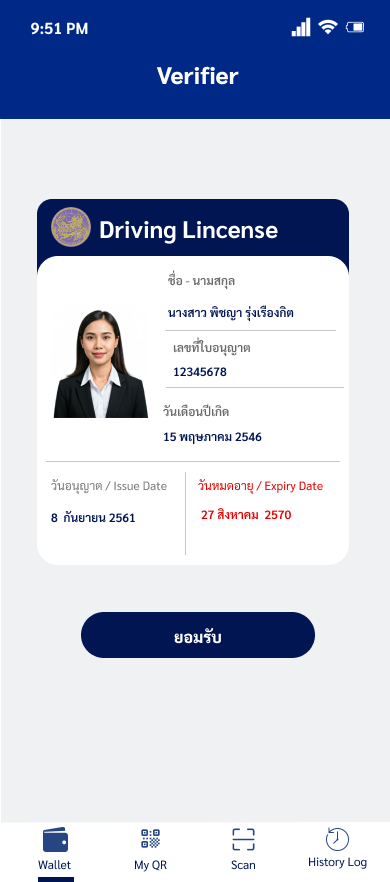 9:51 PM
Verifier
Driving Lincense
ชื่อ - นามสกุล
นางสาว พิชญา รุ่งเรืองกิต
เลขที่ใบอนุญาต
12345678
วันเดือนปีเกิด
15 พฤษภาคม 2546
วันอนุญาต / Issue Date
8 กันยายน 2561
วันหมดอายุ / Expiry Date
27 สิงหาคม 2570
ยอมรับ
Wallet
My QR
Scan
History Log